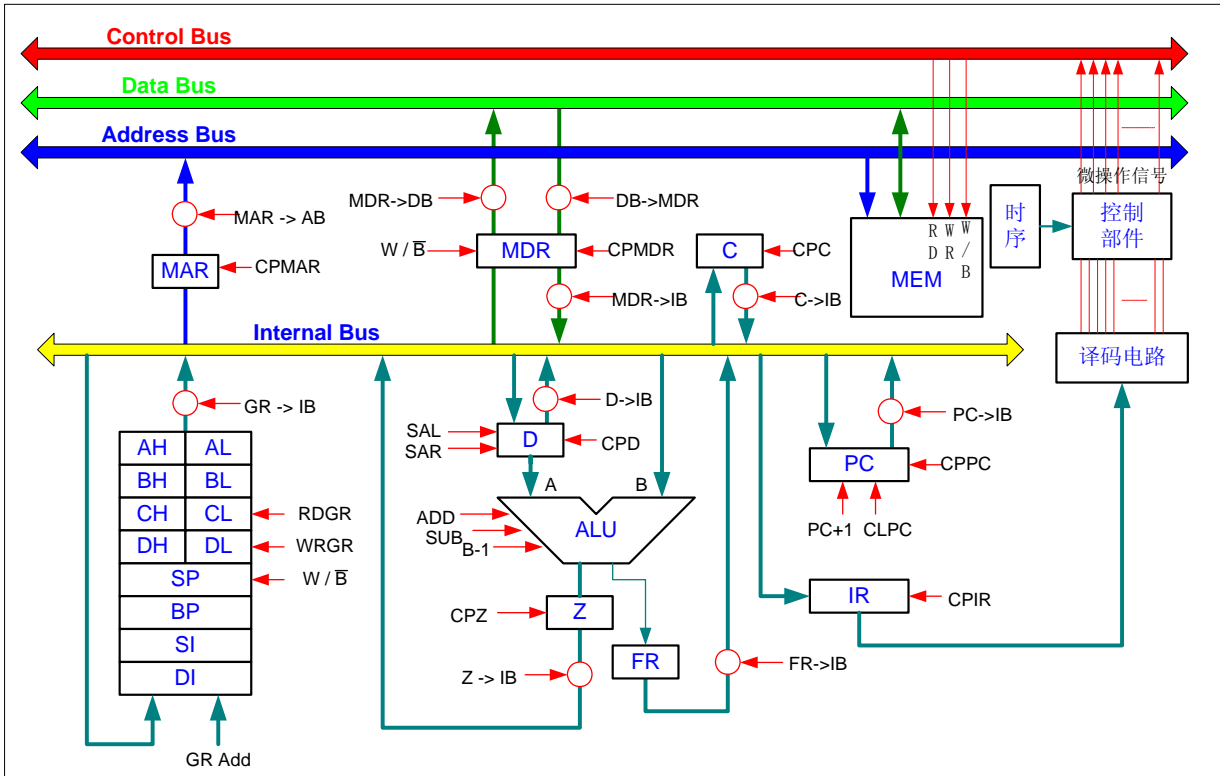 Control Bus
Data Bus
Address Bus
微操作信号
MAR -> AB
MDR->DB
DB->MDR
时序
控制部件
W / B̅
MDR
CPMDR
C
CPC
RD
WR
W/B
MEM
MAR
CPMAR
MDR->IB
C->IB
Internal Bus
译码电路
GR -> IB
D->IB
PC->IB
SAL
SAR
D
CPD
AH
AL
BH
BL
CH
CL
DH
DL
SP
BP
SI
DI
RDGR
WRGR
W / B̅
GR Add
PC
CPPC
PC+1
CLPC
A
B
ALU
ADD
SUB
B-1
CPZ
Z
Z -> IB
FR
FR->IB
IR
CPIR